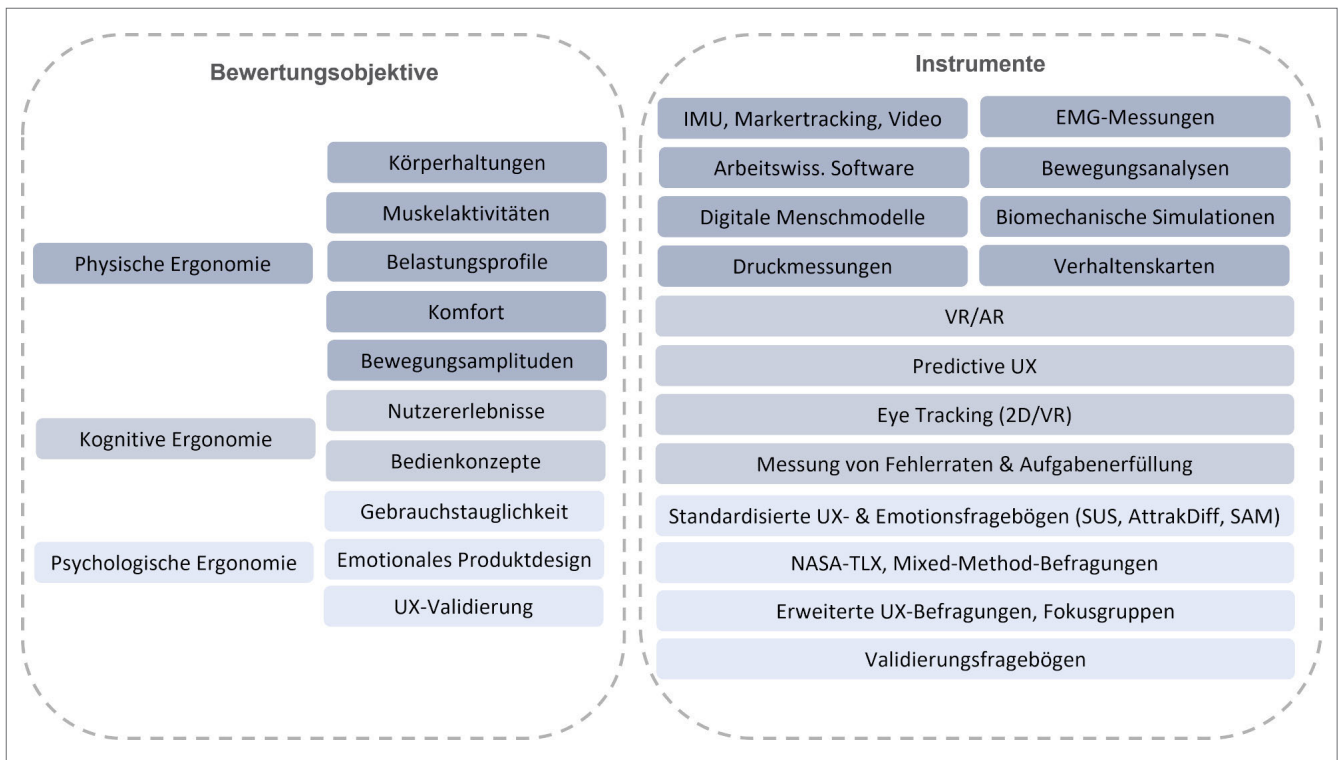 Bewertungsobjektive
Physische Ergonomie
Körperhaltungen
Muskelaktivitäten
Belastungsprofile
Komfort
Bewegungsamplituden
Kognitive Ergonomie
Nutzererlebnisse
Bedienkonzepte
Psychologische Ergonomie
Gebrauchstauglichkeit
Emotionales Produktdesign
UX-Validierung
Instrumente
IMU, Markertracking, Video
EMG-Messungen
Arbeitswiss. Software
Bewegungsanalysen
Digitale Menschmodelle
Biomechanische Simulationen
Druckmessungen
Verhaltenskarten
VR/AR
Predictive UX
Eye Tracking (2D/VR)
Messung von Fehlerraten & Aufgabenerfüllung
Standardisierte UX- & Emotionsfragebögen (SUS, AttrakDiff, SAM)
NASA-TLX, Mixed-Method-Befragungen
Erweiterte UX-Befragungen, Fokusgruppen
Validierungsfragebögen